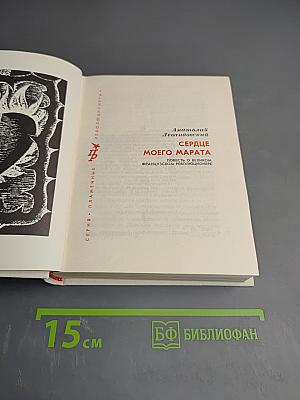 Анатолий
Левандовский
СЕРДЦЕ
МОЕГО МАРАТА
ПОВЕСТЬ О ВЕЛИКОМ
ФРАНЦУЗСКОМ РЕВОЛЮЦИОНЕРЕ
СЕРИЯ • ПЛАМЕННЫЕ РЕВОЛЮЦИОНЕРЫ
15 см
БФ БИБЛИОФАН